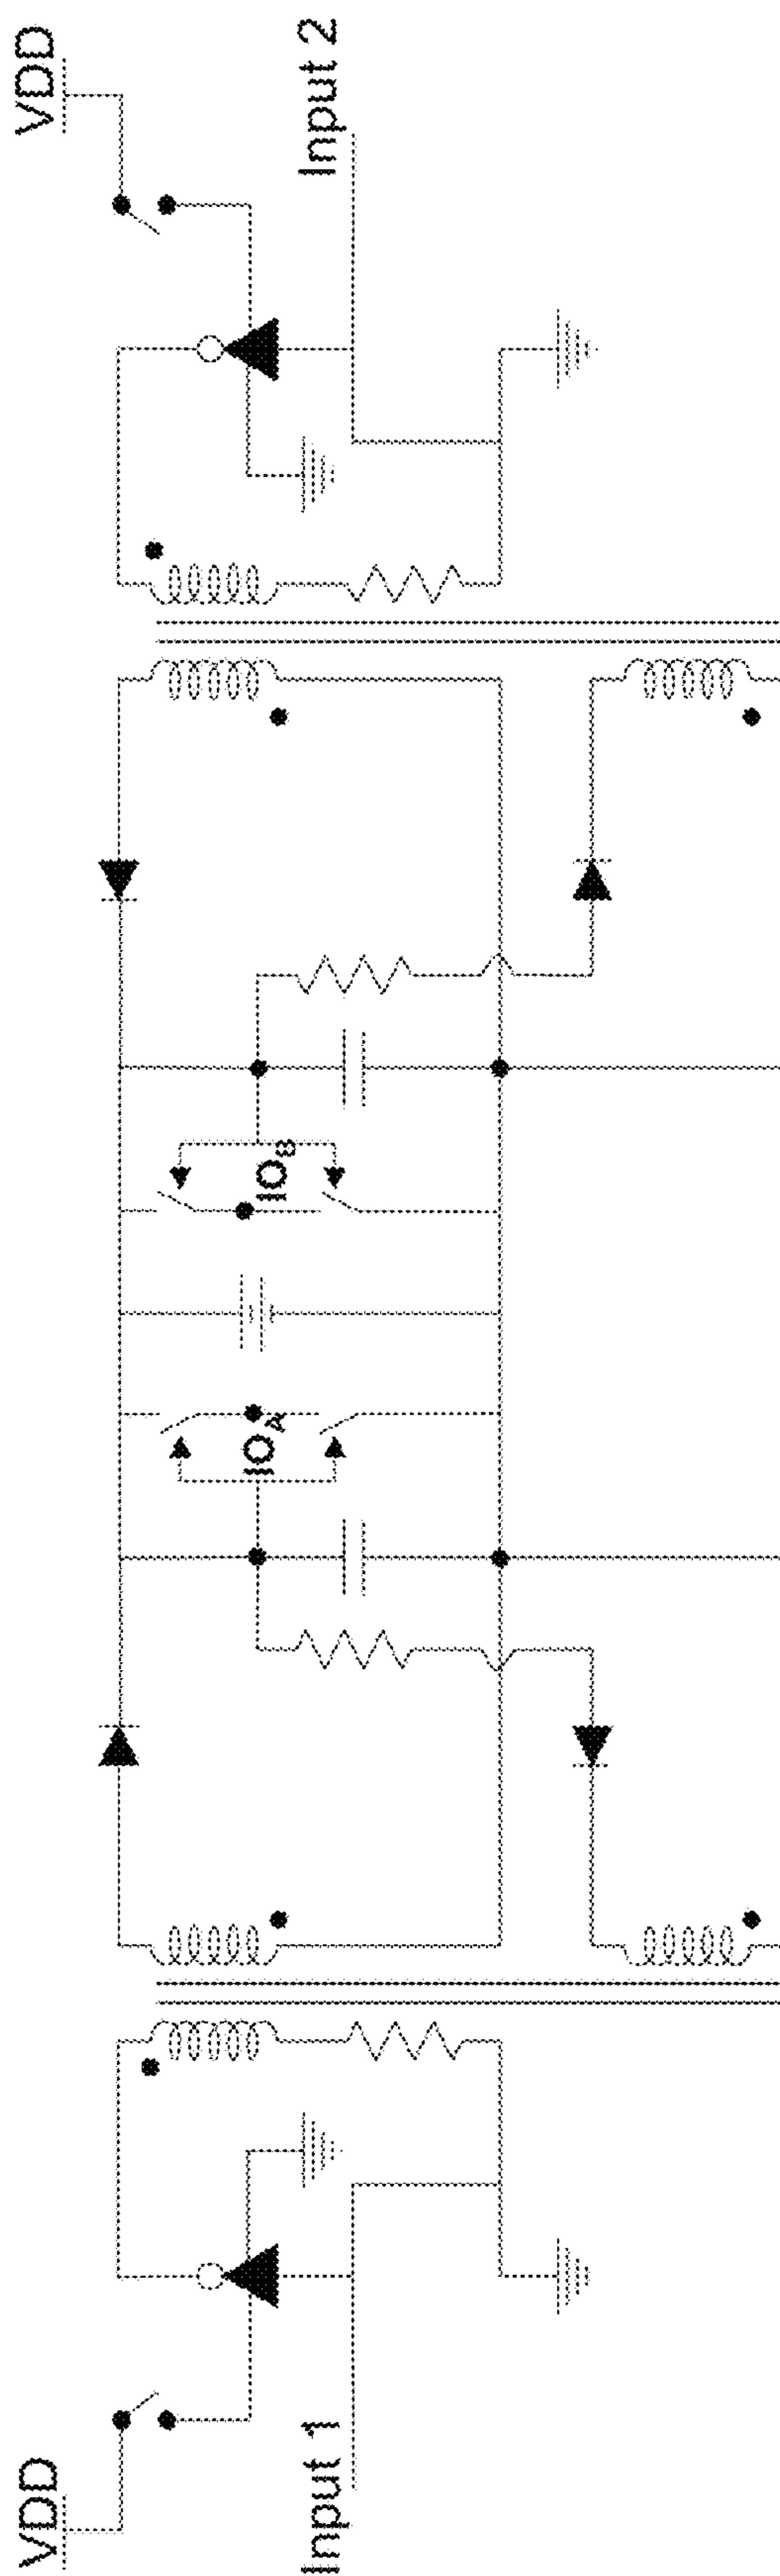 VDD
Input 1
IO_A
IO_B
VDD
Input 2